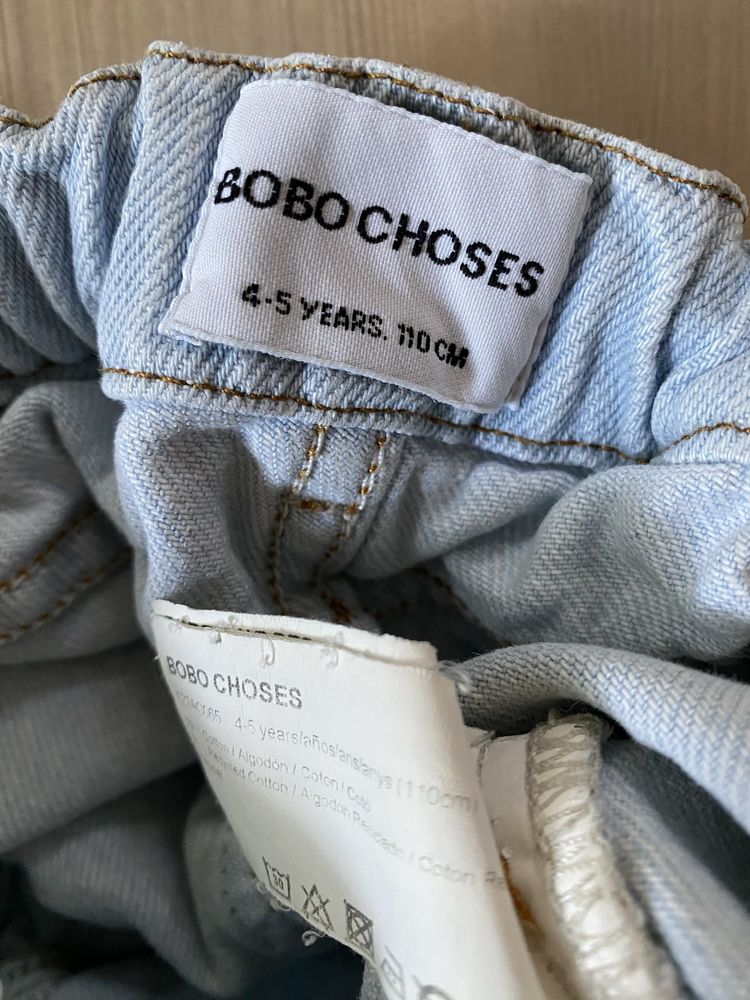 BOBO CHOSES
4-5 YEARS. 110 CM
BOBO CHOSES
4-5 years/años/ans/anys (110cm)
Cotton / Algodón / Coton / Cotó
Recycled Cotton / Algodón Reciclado / Coton
30